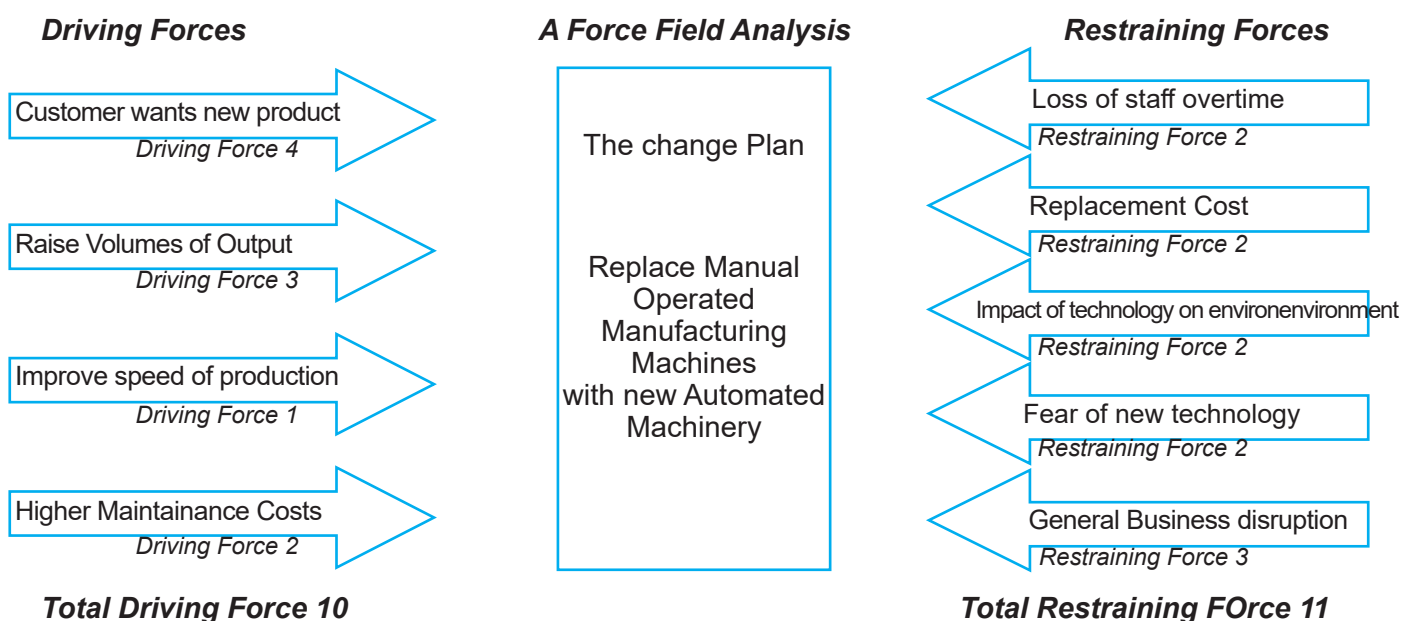 Driving Forces
A Force Field Analysis
Restraining Forces
Customer wants new product
Driving Force 4
Raise Volumes of Output
Driving Force 3
Improve speed of production
Driving Force 1
Higher Maintainance Costs
Driving Force 2
Total Driving Force 10
The change Plan
Replace Manual
Operated
Manufacturing
Machines
with new Automated
Machinery
Loss of staff overtime
Restraining Force 2
Replacement Cost
Restraining Force 2
Impact of technology on environenvironment
Restraining Force 2
Fear of new technology
Restraining Force 2
General Business disruption
Restraining Force 3
Total Restraining FOrce 11